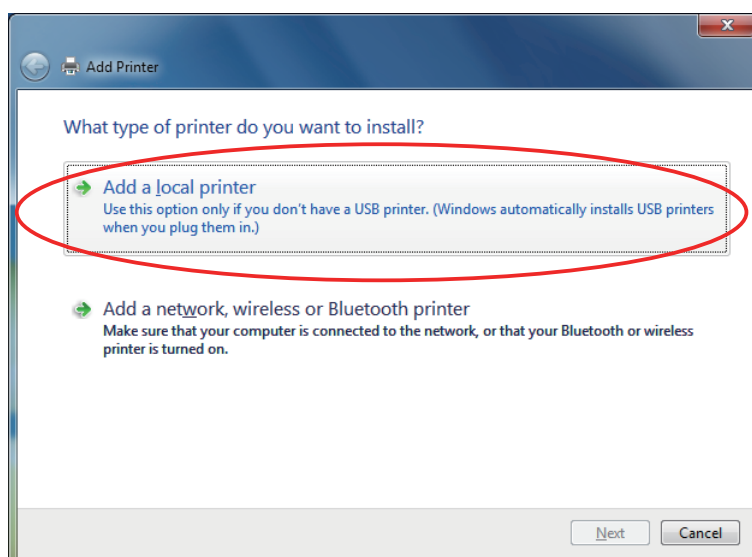 Add Printer
What type of printer do you want to install?
Add a local printer
Use this option only if you don't have a USB printer. (Windows automatically installs USB printers
when you plug them in.)
Add a network, wireless or Bluetooth printer
Make sure that your computer is connected to the network, or that your Bluetooth or wireless
printer is turned on.
Next
Cancel